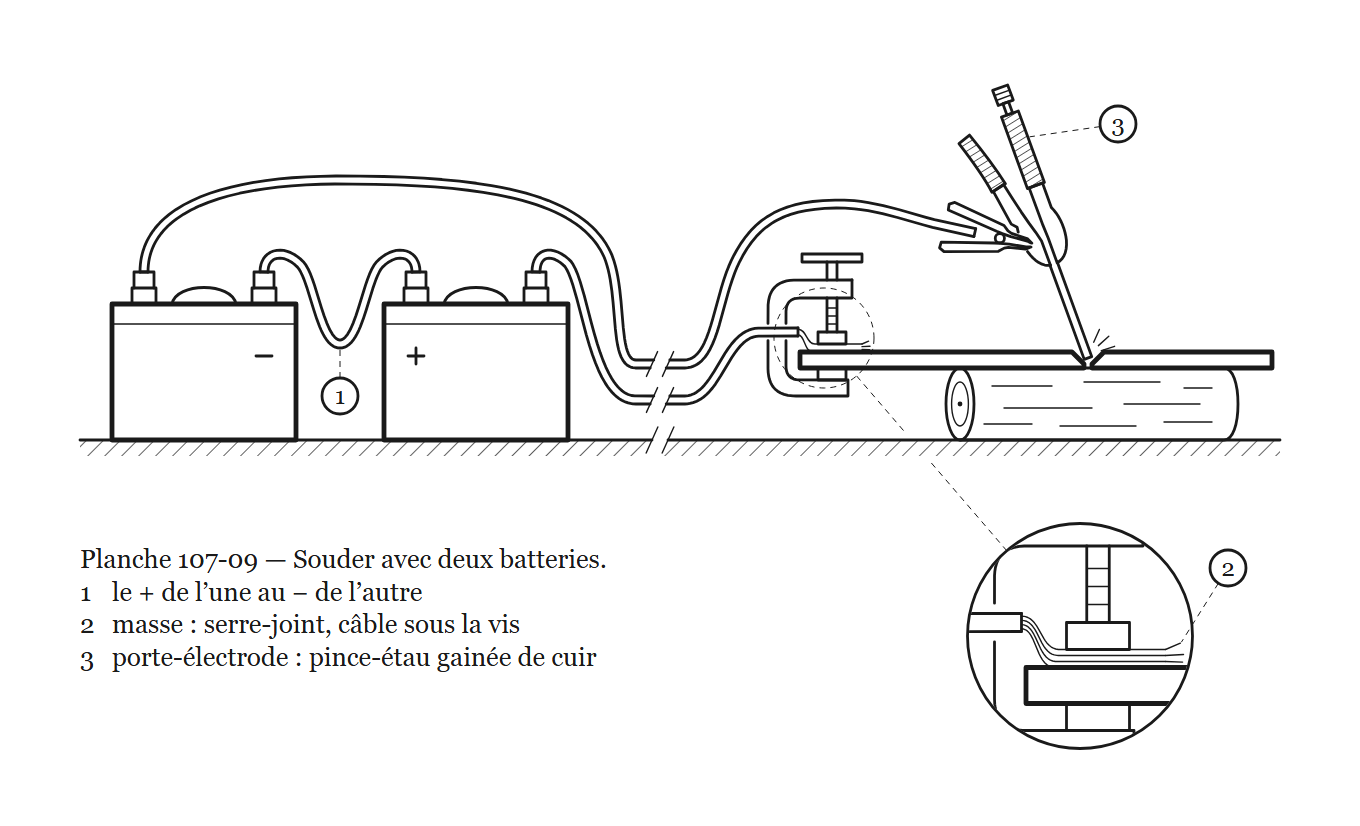 3
− +
1
Planche 107-09 — Souder avec deux batteries.
1 le + de l’une au − de l’autre
2 masse : serre-joint, câble sous la vis
3 porte-électrode : pince-étau gainée de cuir
2